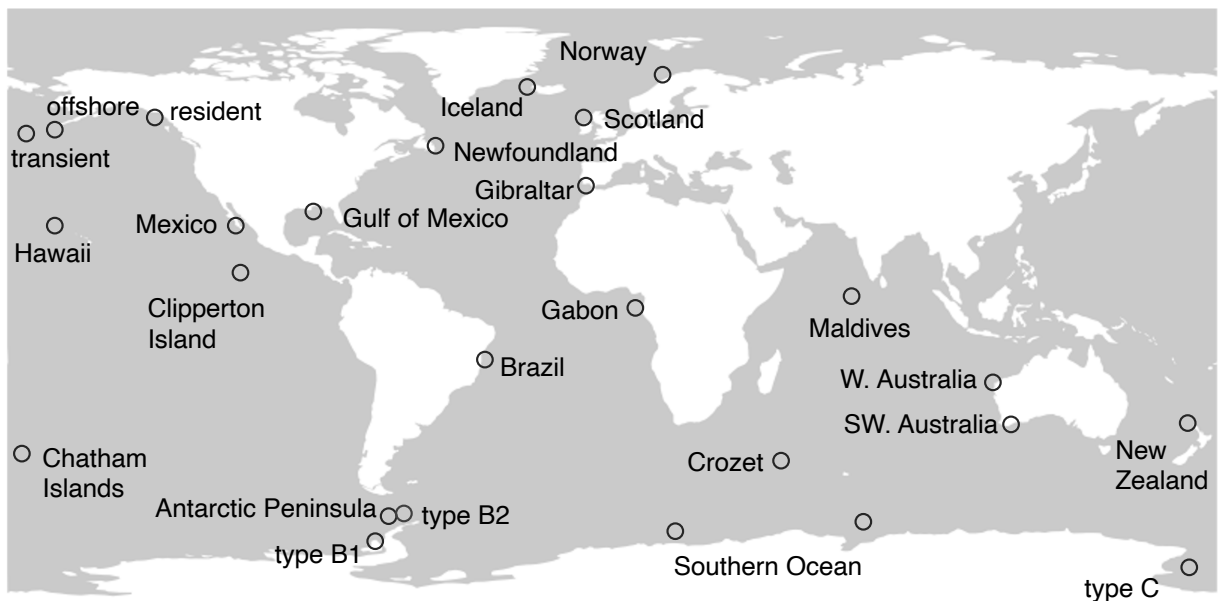 Norway
offshore
resident
Iceland
Scotland
transient
Newfoundland
Gibraltar
Mexico
Gulf of Mexico
Hawaii
Clipperton
Island
Gabon
Maldives
Brazil
W. Australia
SW. Australia
Chatham
Islands
Crozet
New
Zealand
Antarctic Peninsula
type B2
type B1
Southern Ocean
type C